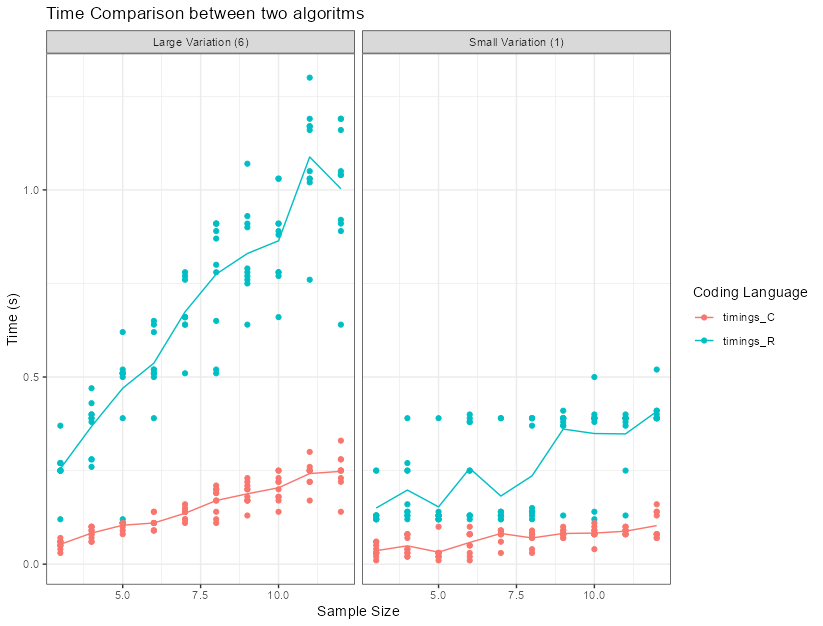 Time Comparison between two algoritms
Large Variation (6)
Small Variation (1)
Time (s)
1.0
0.5
0.0
5.0
7.5
10.0
5.0
7.5
10.0
Sample Size
Coding Language
timings_C
timings_R